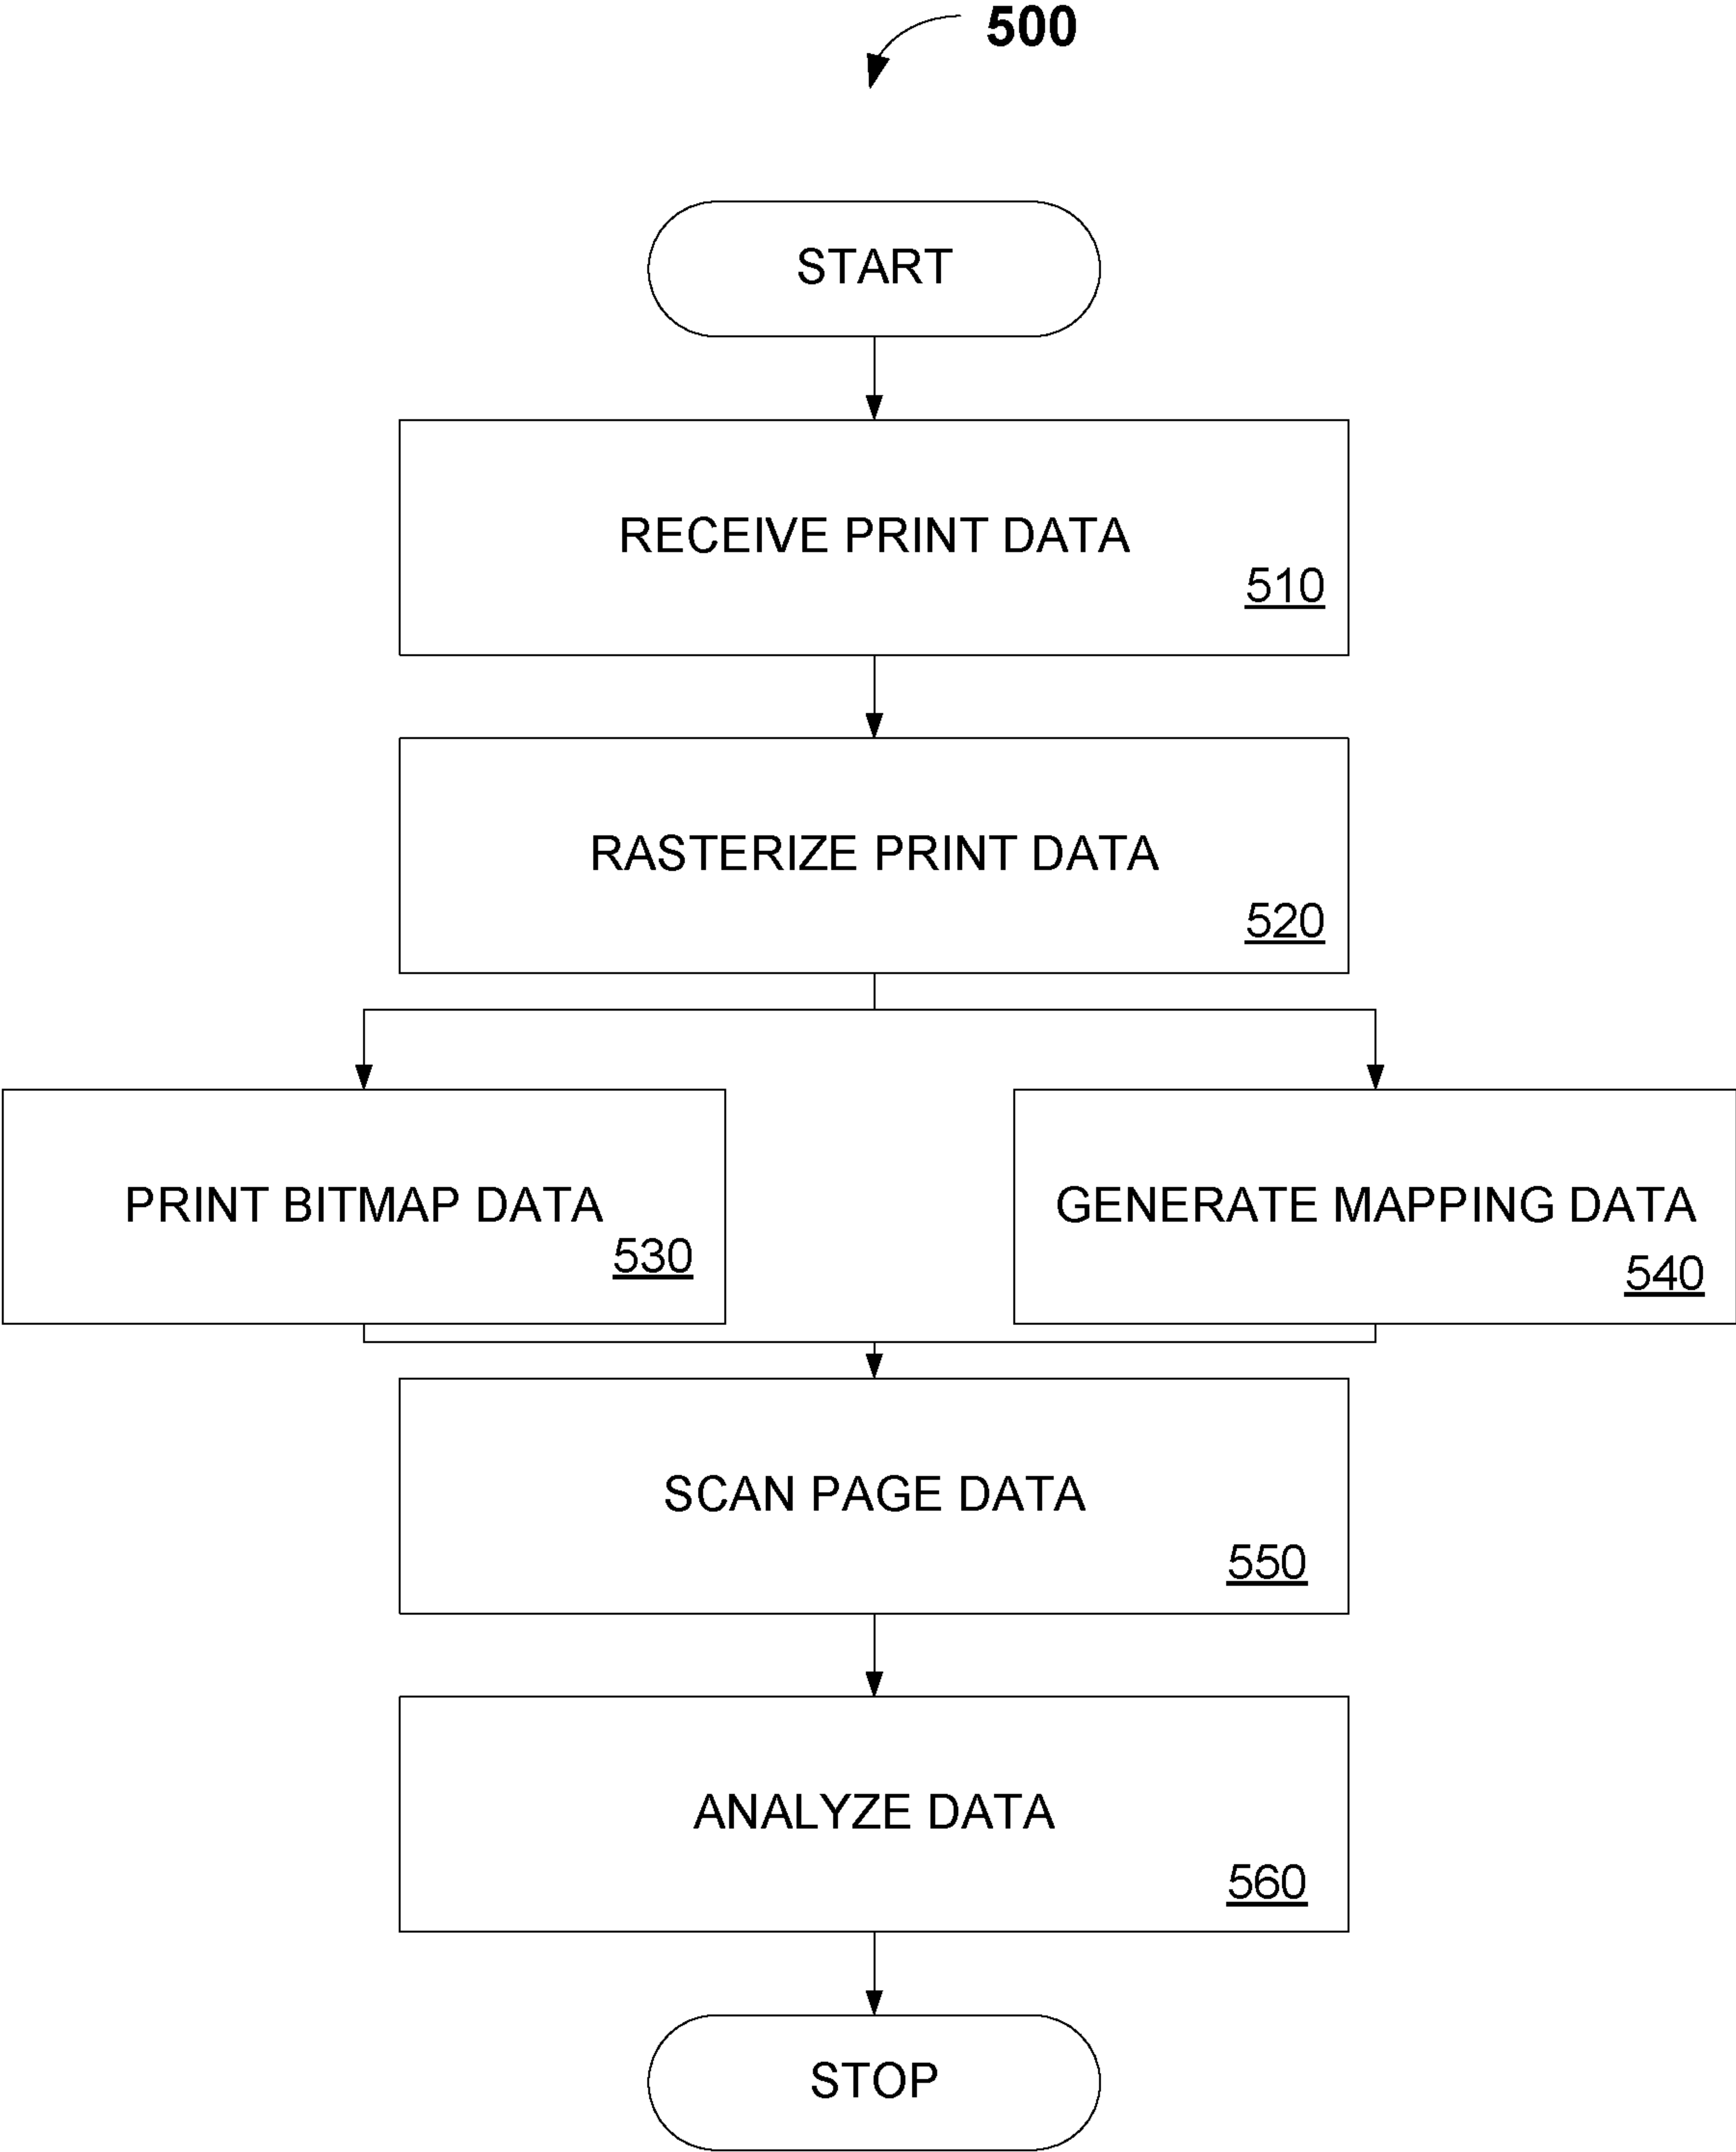 500
START
RECEIVE PRINT DATA
510
RASTERIZE PRINT DATA
520
PRINT BITMAP DATA
530
GENERATE MAPPING DATA
540
SCAN PAGE DATA
550
ANALYZE DATA
560
STOP